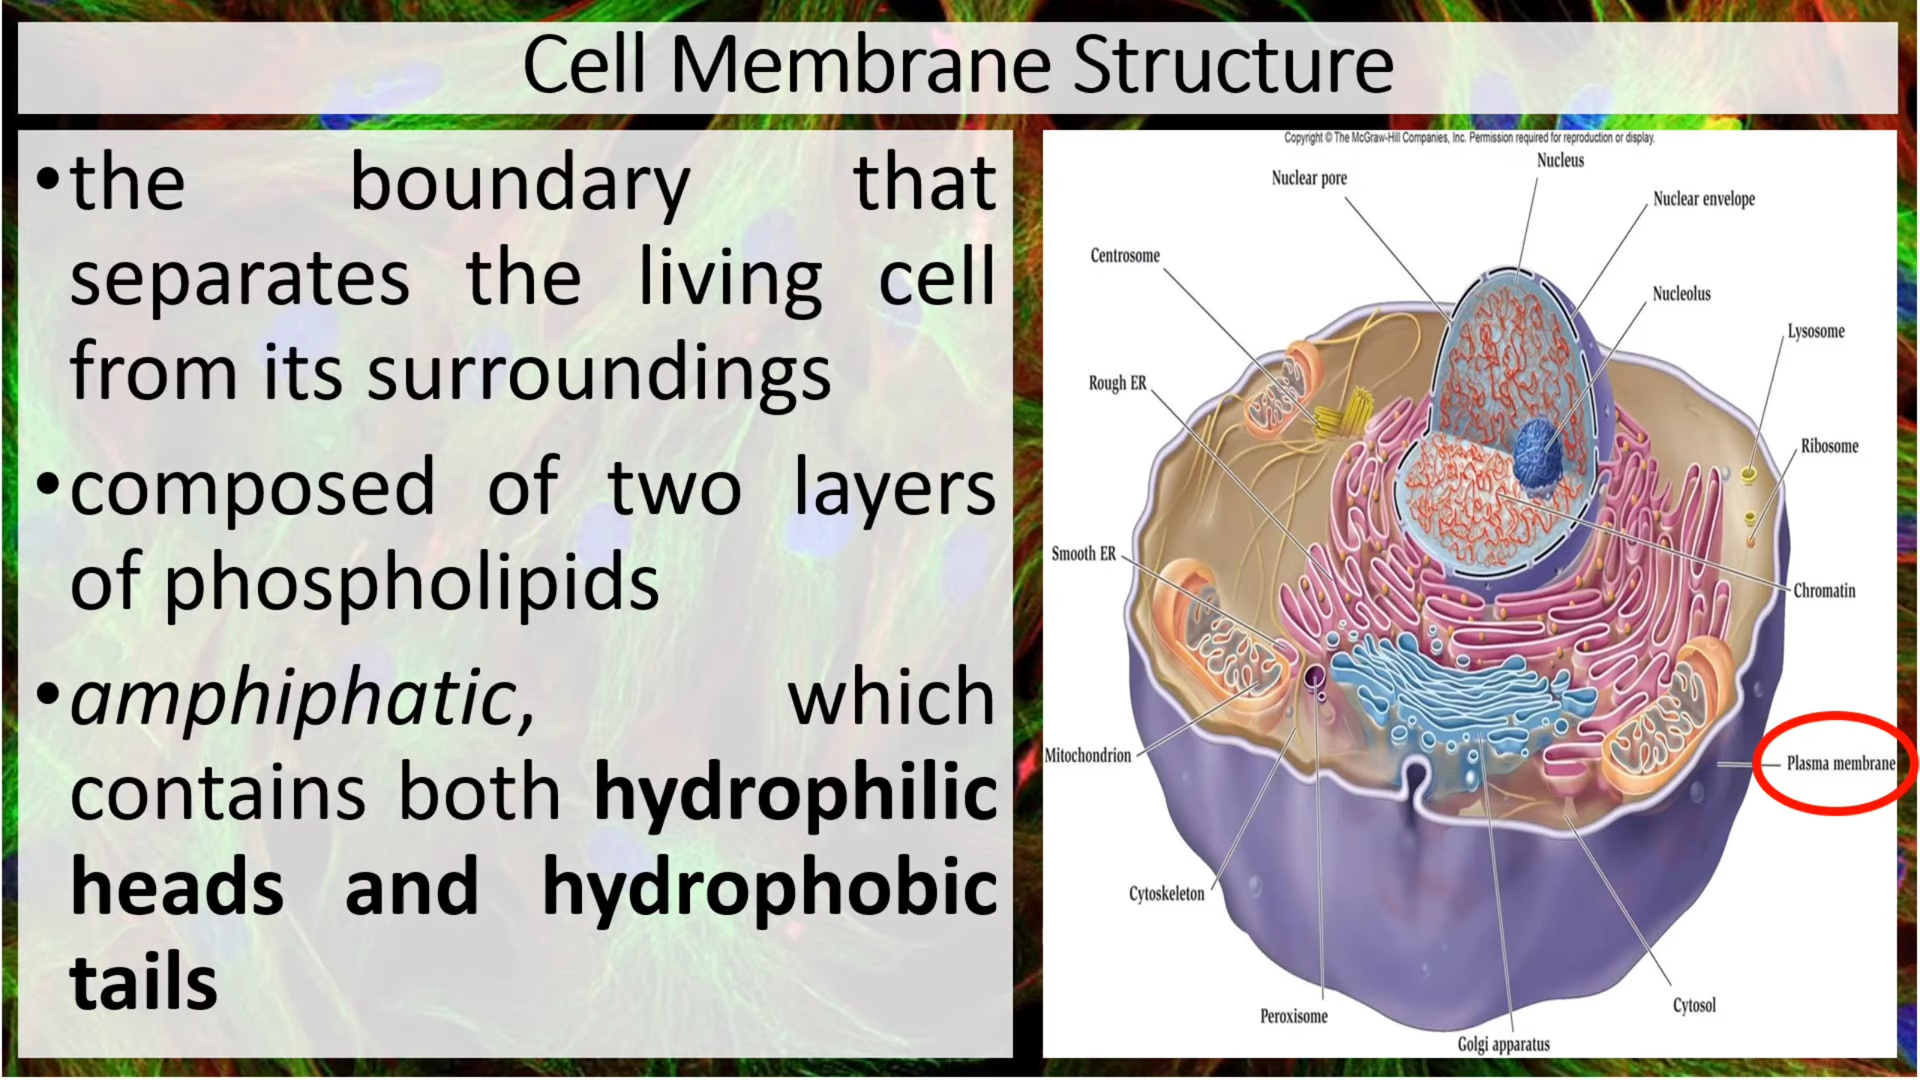 Cell Membrane Structure
•the boundary that
separates the living cell
from its surroundings
•composed of two layers
of phospholipids
•amphiphatic, which
contains both hydrophilic
heads and hydrophobic
tails
Copyright © The McGraw-Hill Companies, Inc. Permission required for reproduction or display.
Nucleus
Nuclear pore
Nuclear envelope
Centrosome
Nucleolus
Lysosome
Rough ER
Ribosome
Smooth ER
Chromatin
Mitochondrion
Plasma membrane
Cytoskeleton
Cytosol
Peroxisome
Golgi apparatus